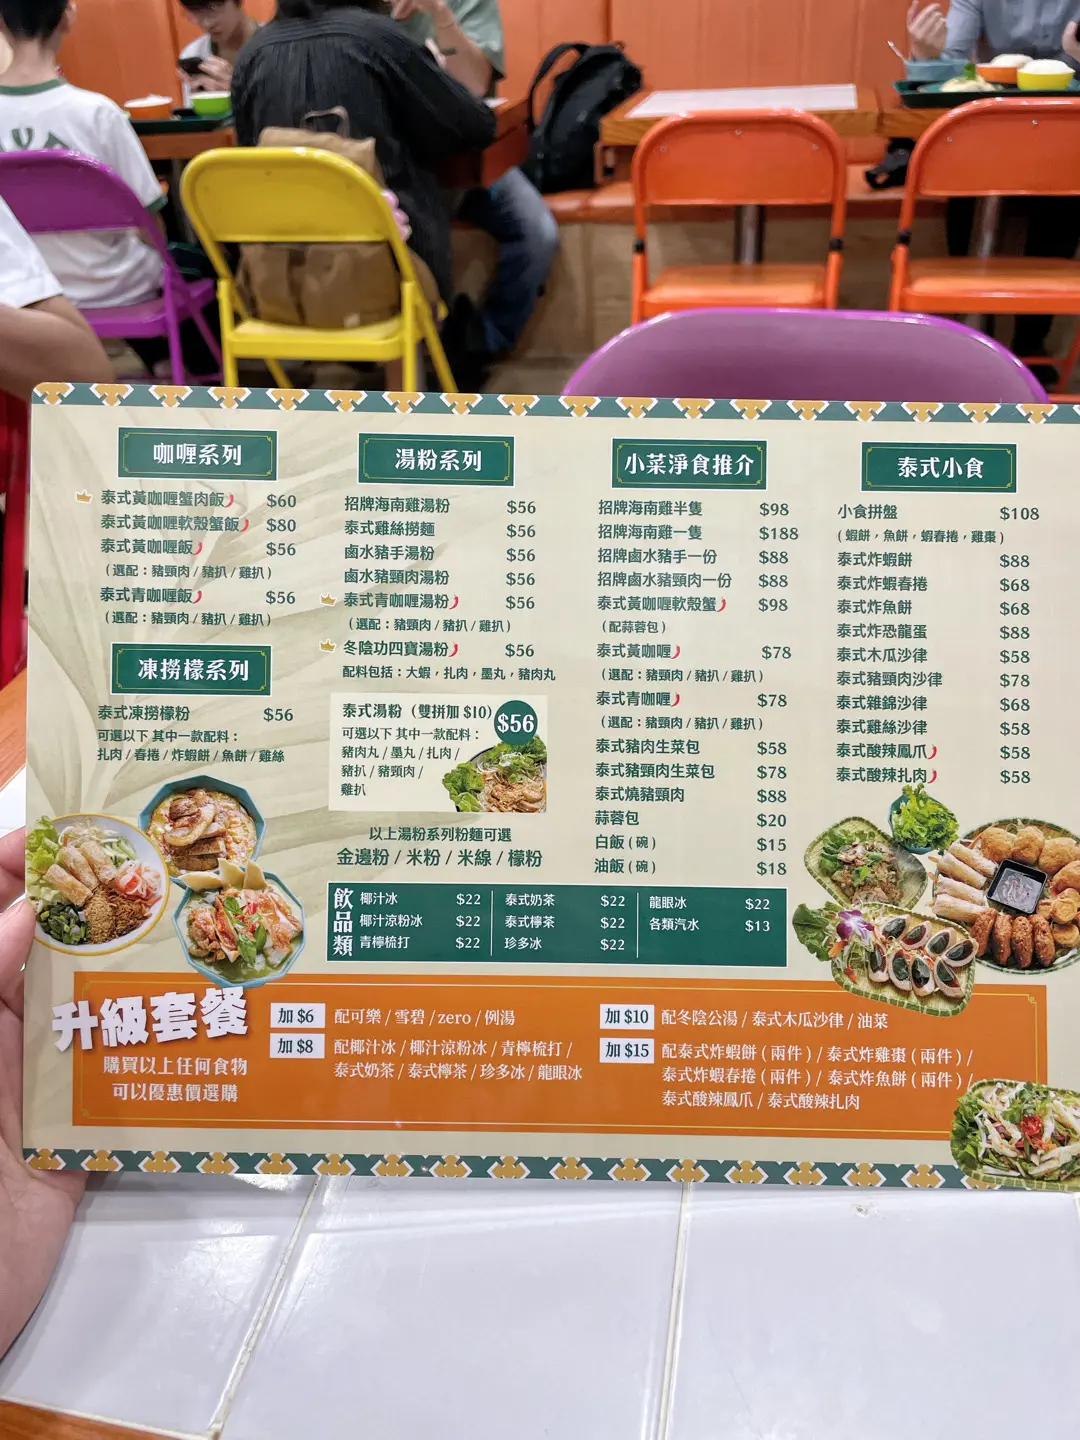 咖喱系列
泰式黃咖喱蟹肉飯 $60
泰式黃咖喱軟殼蟹飯 $80
泰式黃咖喱飯 $56
(選配：豬頸肉 / 豬扒 / 雞扒)
泰式青咖喱飯 $56
(選配：豬頸肉 / 豬扒 / 雞扒)
凍撈檬系列
泰式凍撈檬粉 $56
可選以下 其中一款配料：
扎肉 / 春捲 / 炸蝦餅 / 魚餅 / 雞絲
湯粉系列
招牌海南雞湯粉 $56
泰式雞絲撈麵 $56
鹵水豬手湯粉 $56
鹵水豬頸肉湯粉 $56
泰式青咖喱湯粉 $56
(選配：豬頸肉 / 豬扒 / 雞扒)
冬陰功四寶湯粉 $56
配料包括：大蝦，扎肉，墨丸，豬肉丸
泰式湯粉 (雙拼加 $10) $56
可選以下 其中一款配料：
豬肉丸 / 墨丸 / 扎肉 /
豬扒 / 豬頸肉 /
雞扒
以上湯粉系列粉麵可選
金邊粉 / 米粉 / 米線 / 檬粉
小菜淨食推介
招牌海南雞半隻 $98
招牌海南雞一隻 $188
招牌鹵水豬手一份 $88
招牌鹵水豬頸肉一份 $88
泰式黃咖喱軟殼蟹 $98
(配蒜蓉包)
泰式黃咖喱 $78
(選配：豬頸肉 / 豬扒 / 雞扒)
泰式青咖喱 $78
(選配：豬頸肉 / 豬扒 / 雞扒)
泰式豬肉生菜包 $58
泰式豬頸肉生菜包 $78
泰式燒豬頸肉 $88
蒜蓉包 $20
白飯 (碗) $15
油飯 (碗) $18
泰式小食
小食拼盤 $108
(蝦餅，魚餅，蝦春捲，雞棗)
泰式炸蝦餅 $88
泰式炸蝦春捲 $68
泰式炸魚餅 $68
泰式炸恐龍蛋 $88
泰式木瓜沙律 $58
泰式豬頸肉沙律 $78
泰式雜錦沙律 $68
泰式雞絲沙律 $58
泰式酸辣鳳爪 $58
泰式酸辣扎肉 $58
飲品類
椰汁冰 $22
椰汁涼粉冰 $22
青檸梳打 $22
泰式奶茶 $22
泰式檸茶 $22
珍多冰 $22
龍眼冰 $22
各類汽水 $13
升級套餐
購買以上任何食物
可以優惠價選購
加 $6 配可樂 / 雪碧 / zero / 例湯
加 $8 配椰汁冰 / 椰汁涼粉冰 / 青檸梳打 /
泰式奶茶 / 泰式檸茶 / 珍多冰 / 龍眼冰
加 $10 配冬陰公湯 / 泰式木瓜沙律 / 油菜
加 $15 配泰式炸蝦餅 (兩件) / 泰式炸雞棗 (兩件) /
泰式炸蝦春捲 (兩件) / 泰式炸魚餅 (兩件) /
泰式酸辣鳳爪 / 泰式酸辣扎肉